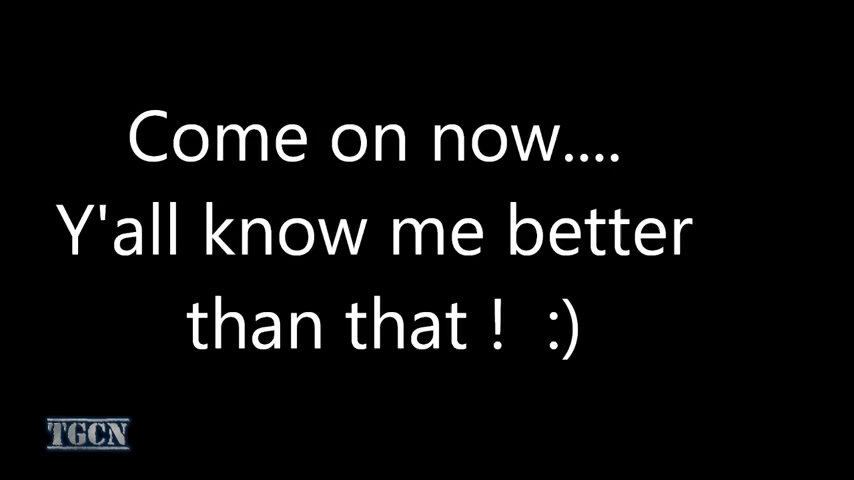 Come on now....
Y'all know me better
than that !  :)
TGCN